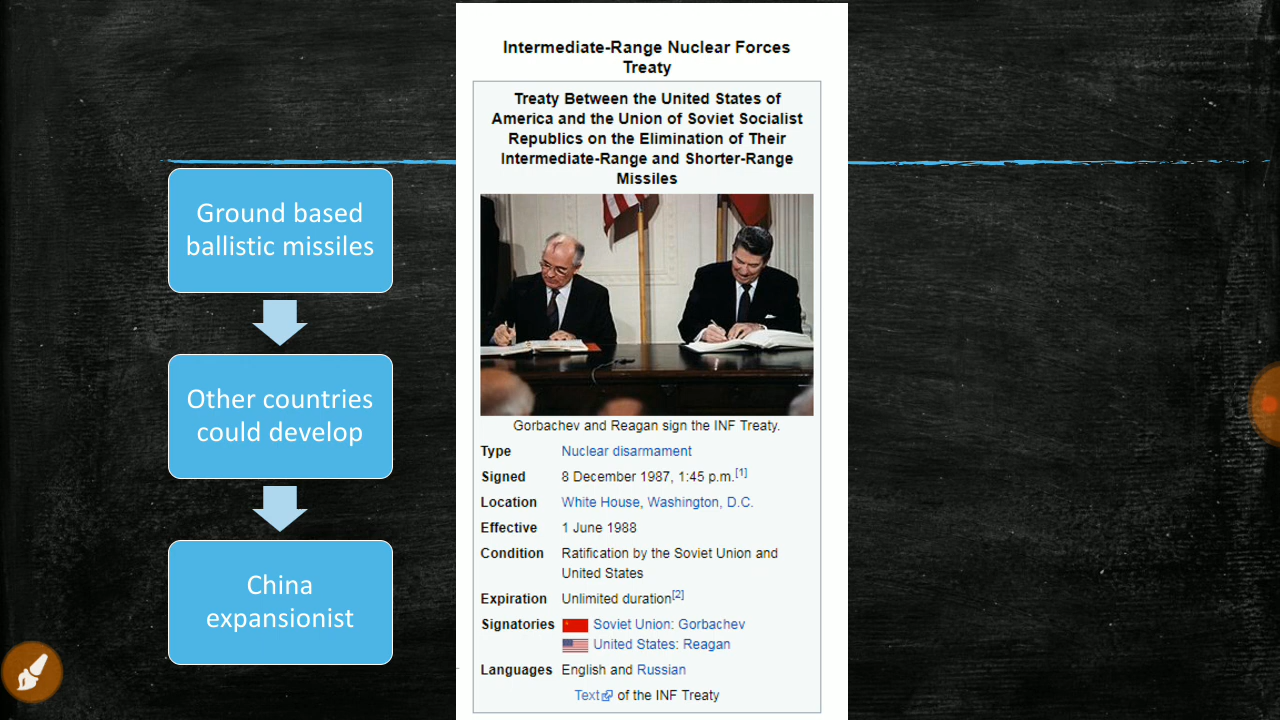 Ground based
ballistic missiles
Other countries
could develop
China
expansionist
Intermediate-Range Nuclear Forces
Treaty
Treaty Between the United States of
America and the Union of Soviet Socialist
Republics on the Elimination of Their
Intermediate-Range and Shorter-Range
Missiles
Gorbachev and Reagan sign the INF Treaty.
Type Nuclear disarmament
Signed 8 December 1987, 1:45 p.m.[1]
Location White House, Washington, D.C.
Effective 1 June 1988
Condition Ratification by the Soviet Union and
United States
Expiration Unlimited duration[2]
Signatories Soviet Union: Gorbachev
United States: Reagan
Languages English and Russian
Text of the INF Treaty